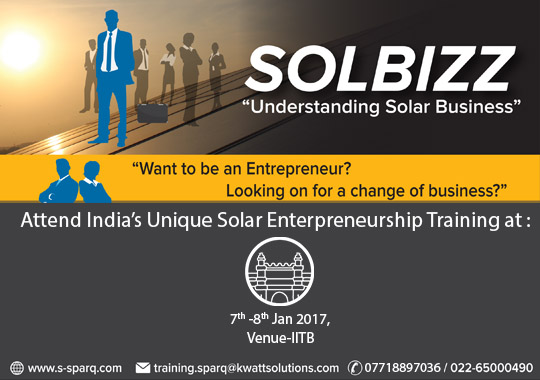 SOLBIZZ
“Understanding Solar Business”
“Want to be an Entrepreneur?
Looking on for a change of business?”
Attend India’s Unique Solar Enterpreneurship Training at :
7th -8th Jan 2017,
Venue-IITB
www.s-sparq.com training.sparq@kwattsolutions.com 07718897036 / 022-65000490